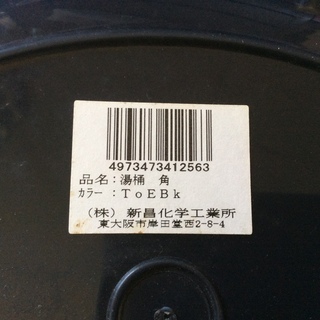 4973473412563
品名：湯桶　角
ｶﾗｰ：ＴｏＥＢｋ
（株）新昌化学工業所
東大阪市岸田堂西2-8-4